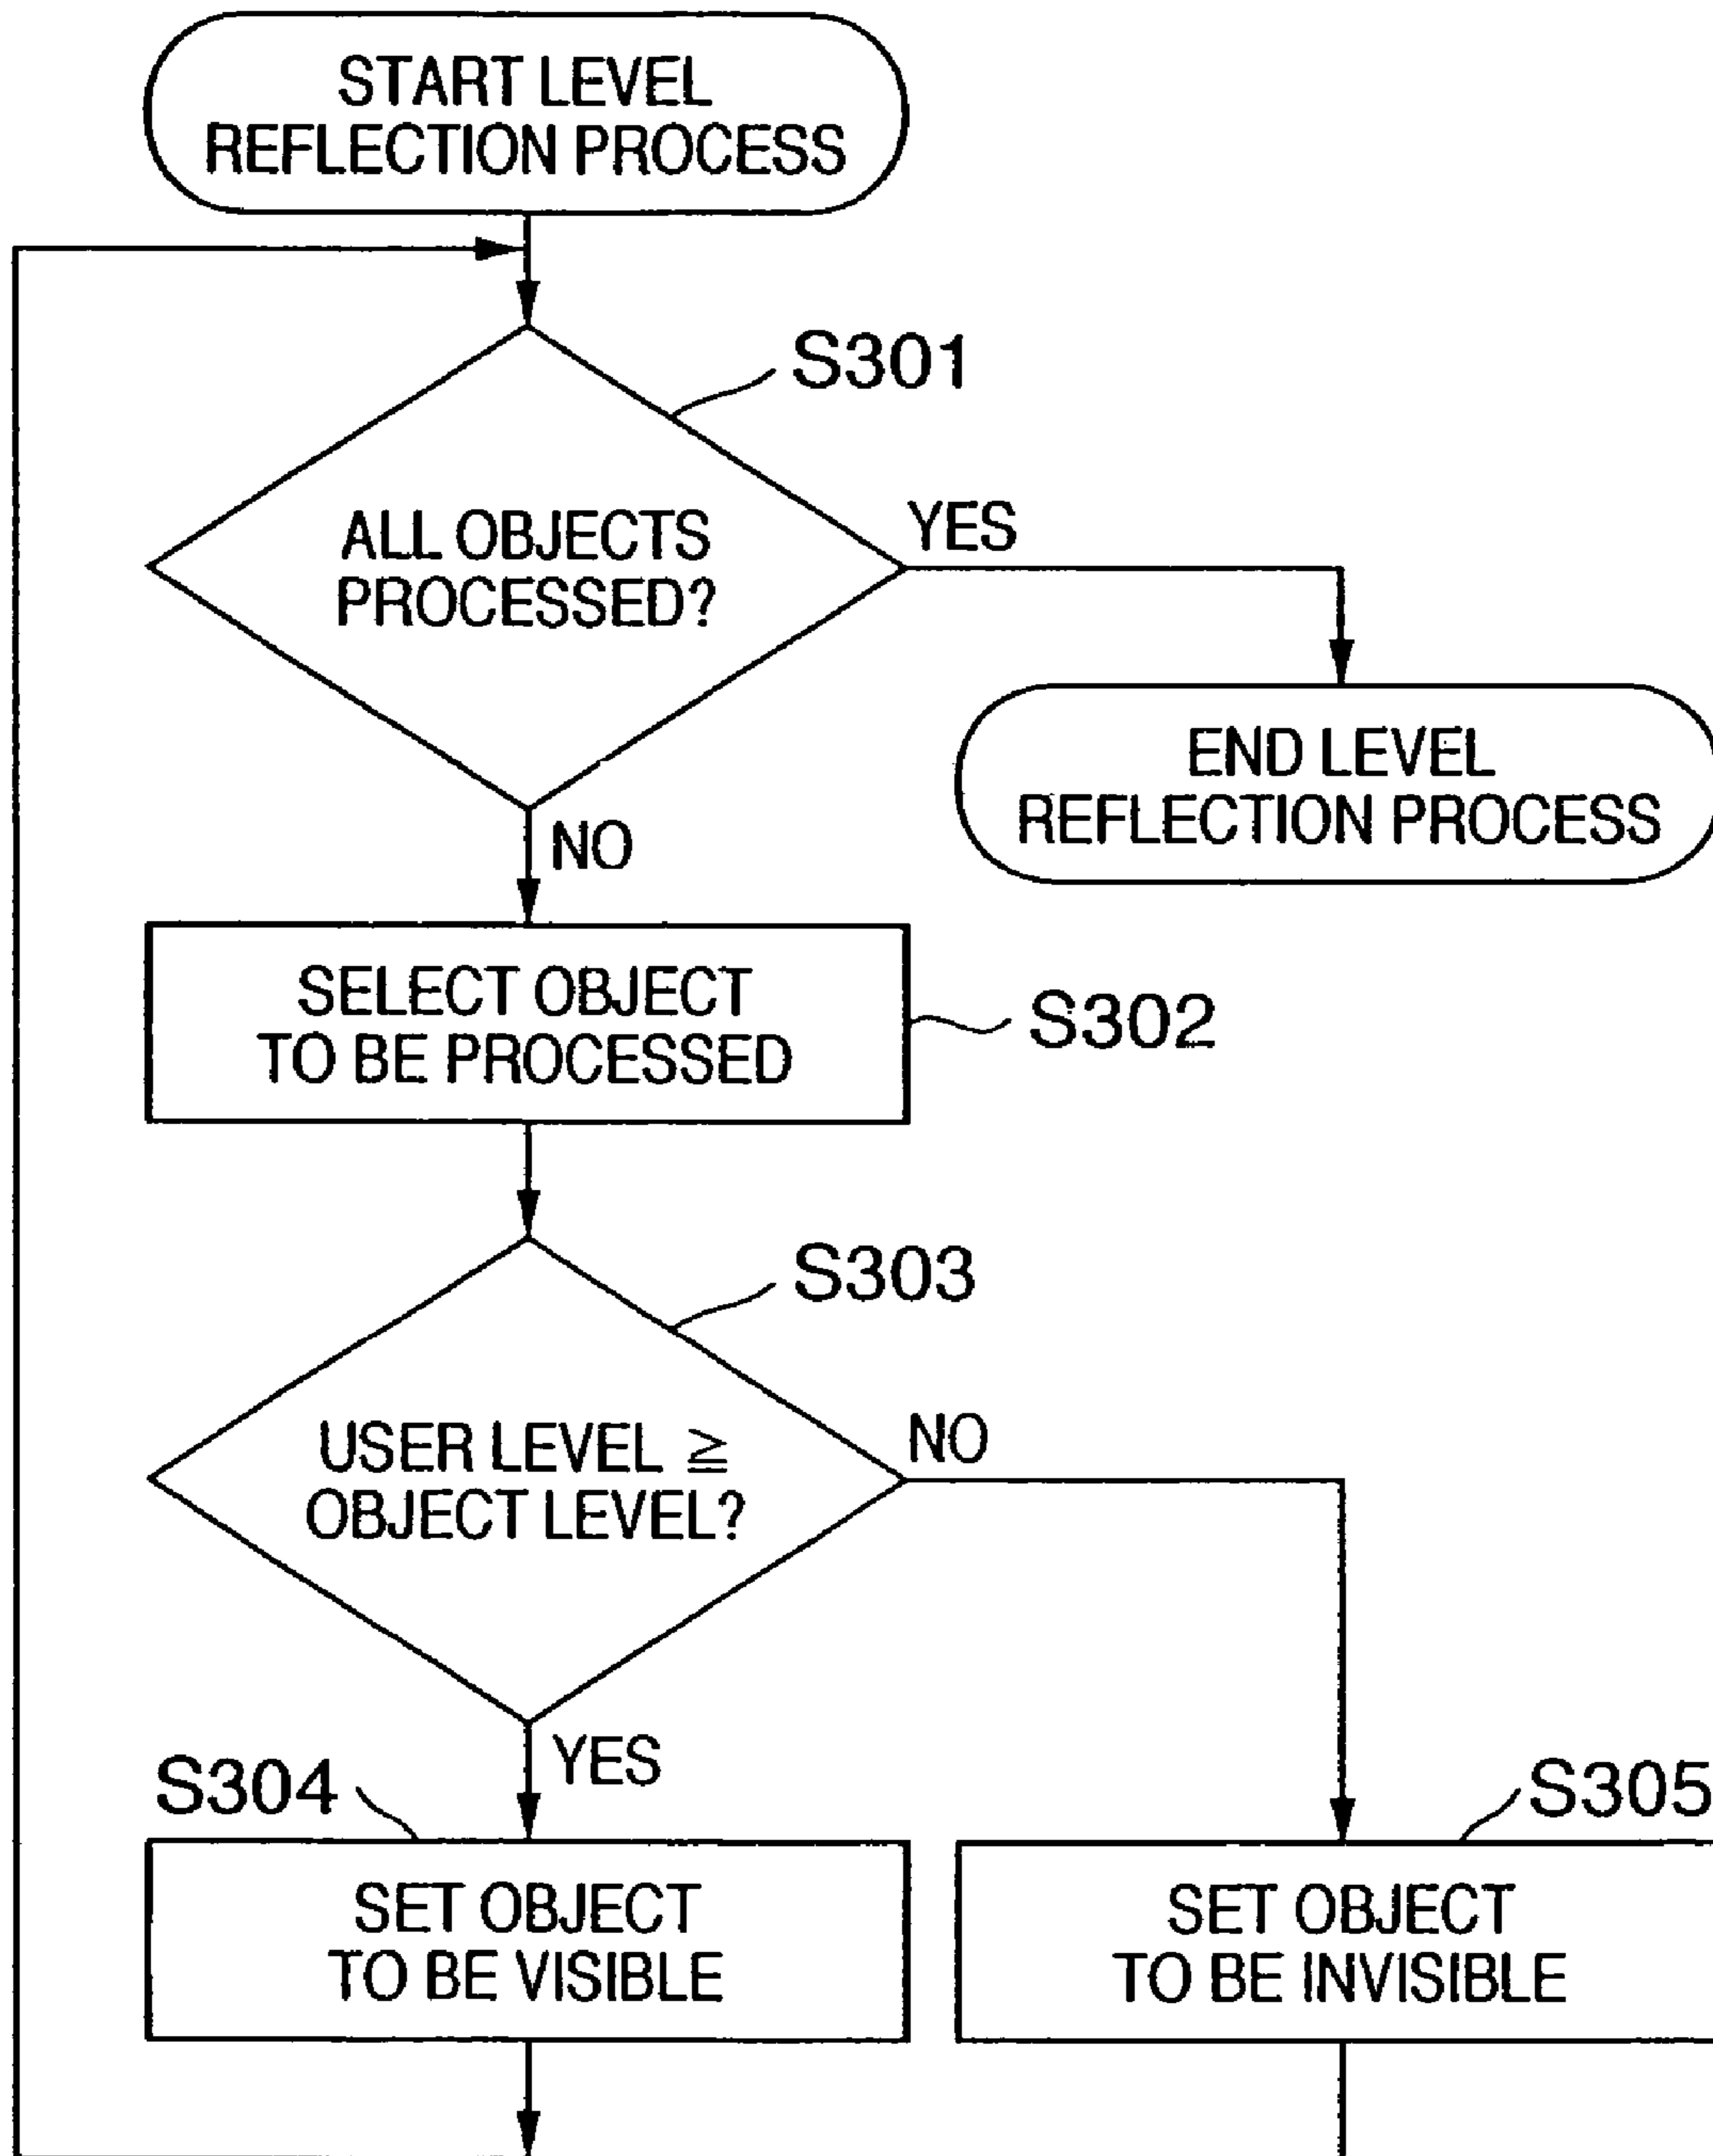 START LEVEL
REFLECTION PROCESS
S301
ALL OBJECTS
PROCESSED?
YES
END LEVEL
REFLECTION PROCESS
NO
SELECT OBJECT
TO BE PROCESSED
S302
S303
USER LEVEL ≧
OBJECT LEVEL?
NO
YES
S304
S305
SET OBJECT
TO BE VISIBLE
SET OBJECT
TO BE INVISIBLE